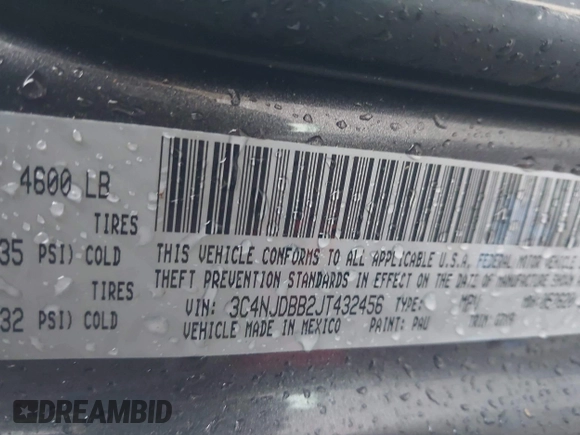 4600 LB
TIRES
35 PSI) COLD
TIRES
32 PSI) COLD
THIS VEHICLE CONFORMS TO ALL APPLICABLE U.S.A. FEDERAL MOTOR VEHICLE
THEFT PREVENTION STANDARDS IN EFFECT ON THE DATE OF MANUFACTURE SHOWN
VIN: 3C4NJDBB2JT432456 TYPE: MPV
VEHICLE MADE IN MEXICO PAINT: PAU TRIM:
DREAMBID